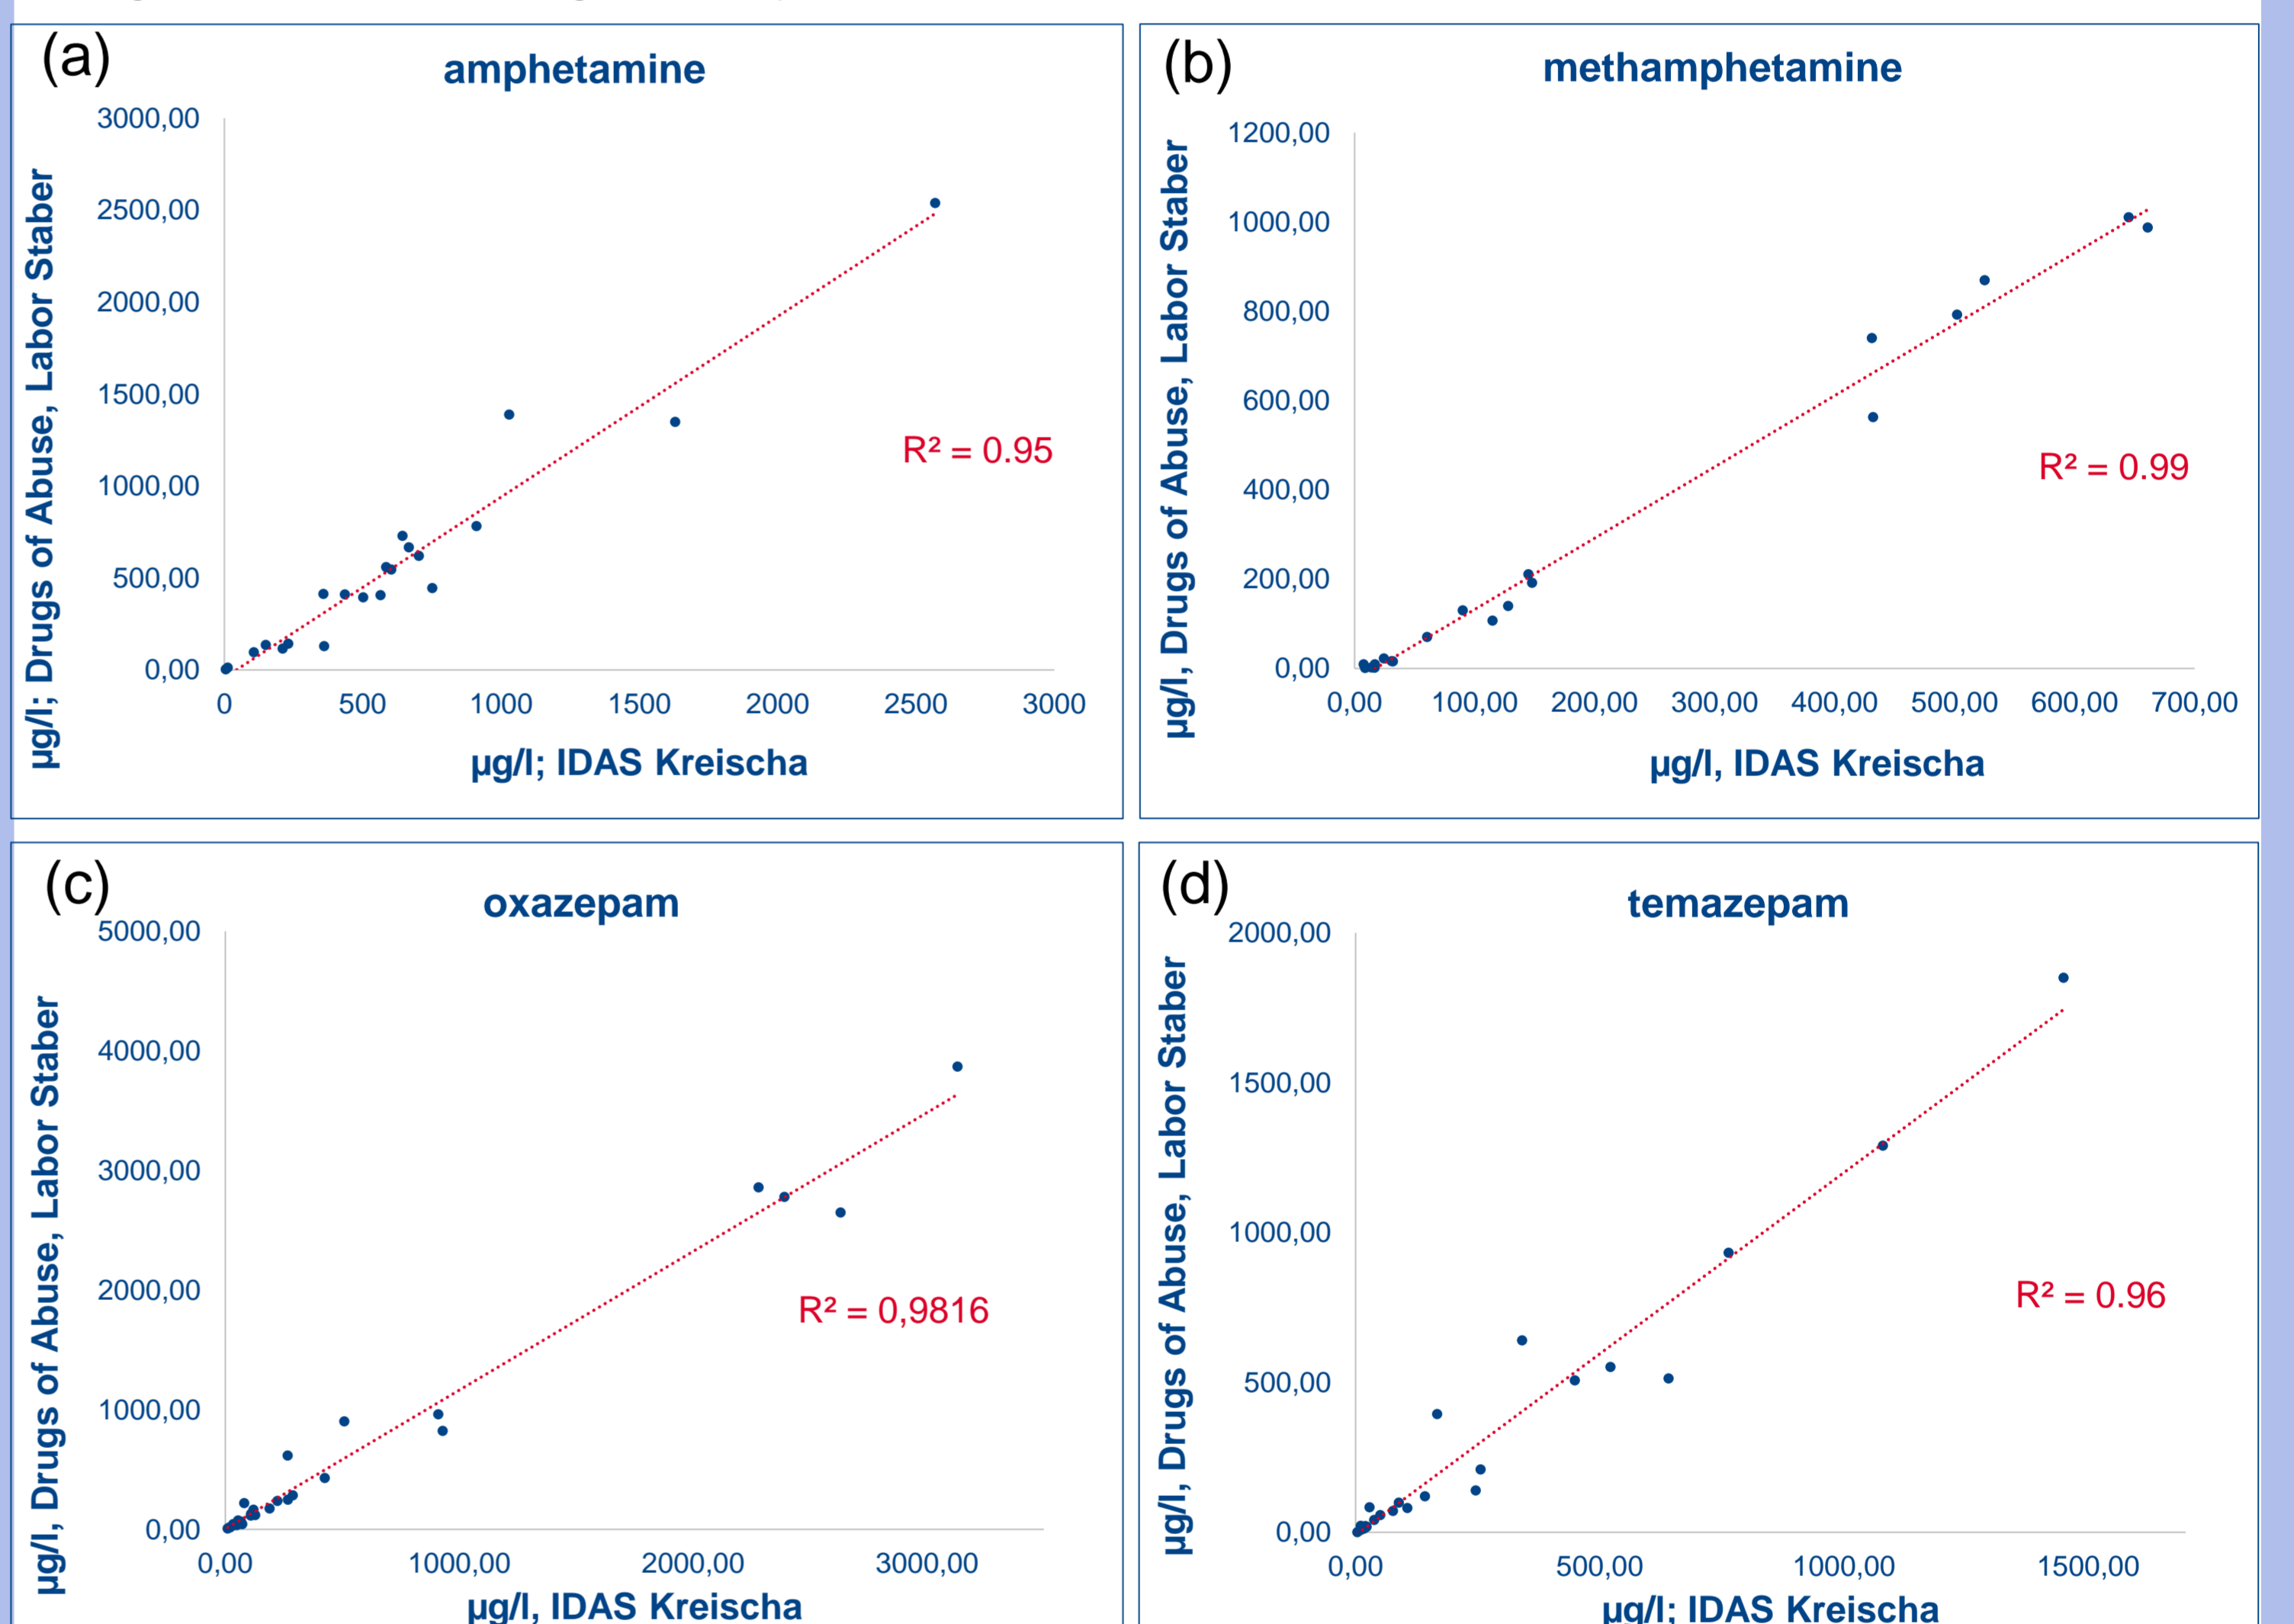 (a)
amphetamine
µg/l; Drugs of Abuse, Labor Staber
3000,00
2500,00
2000,00
1500,00
1000,00
500,00
0,00
R² = 0.95
0 500 1000 1500 2000 2500 3000
µg/l; IDAS Kreischa
(b)
methamphetamine
µg/l, Drugs of Abuse, Labor Staber
1200,00
1000,00
800,00
600,00
400,00
200,00
0,00
R² = 0.99
0,00 100,00 200,00 300,00 400,00 500,00 600,00 700,00
µg/l, IDAS Kreischa
(c)
oxazepam
µg/l, Drugs of Abuse, Labor Staber
5000,00
4000,00
3000,00
2000,00
1000,00
0,00
R² = 0,9816
0,00 1000,00 2000,00 3000,00
µg/l, IDAS Kreischa
(d)
temazepam
µg/l, Drugs of Abuse, Labor Staber
2000,00
1500,00
1000,00
500,00
0,00
R² = 0.96
0,00 500,00 1000,00 1500,00
µg/l; IDAS Kreischa